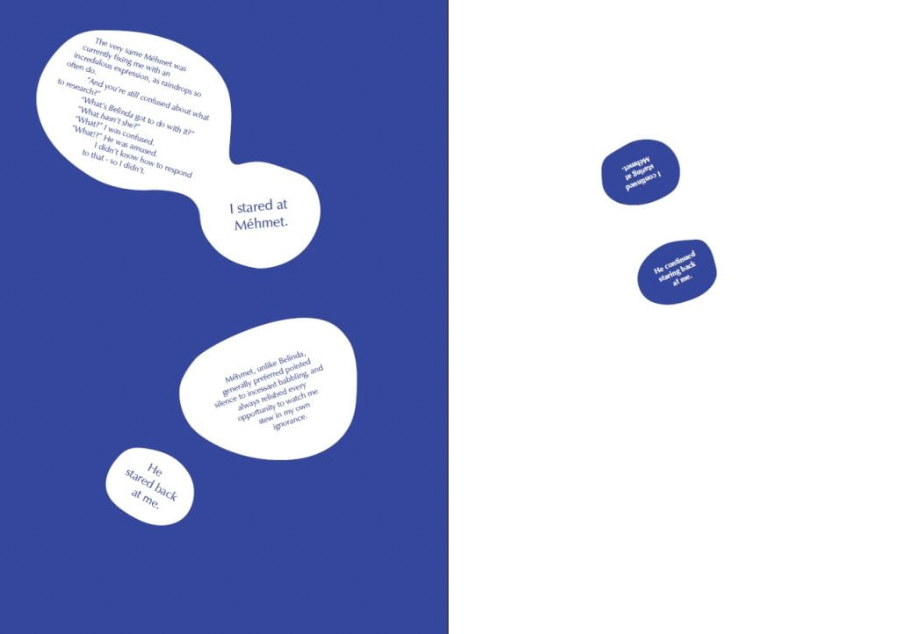 The very same Méhmet was
currently fixing me with an
incredulous expression, as raindrops so
often do.
"And you're still confused about what
to research?"
"What's Belinda got to do with it?"
"What hasn't she?"
"What?" I was confused.
"What!?" He was amused.
I didn't know how to respond
to that - so I didn't.
I stared at
Méhmet.
Méhmet, unlike Belinda,
generally preferred pointed
silence to incessant babbling, and
always relished every
opportunity to watch me
stew in my own
ignorance.
He
stared back
at me.
I continued
staring at
Méhmet.
He continued
staring back
at me.